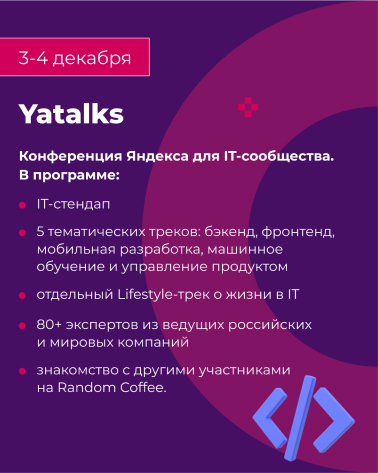 3-4 декабря
Yatalks
Конференция Яндекса для IT-сообщества.
В программе:
IT-стендап
5 тематических треков: бэкенд, фронтенд,
мобильная разработка, машинное
обучение и управление продуктом
отдельный Lifestyle-трек о жизни в IT
80+ экспертов из ведущих российских
и мировых компаний
знакомство с другими участниками
на Random Coffee.